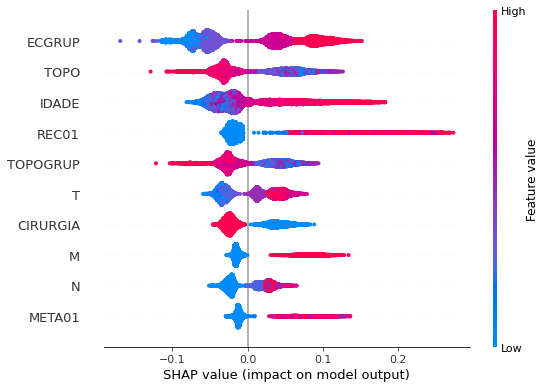 High
ECGRUP
TOPO
IDADE
REC01
TOPOGRUP
T
CIRURGIA
M
N
META01
Low
Feature value
−0.1 0.0 0.1 0.2
SHAP value (impact on model output)